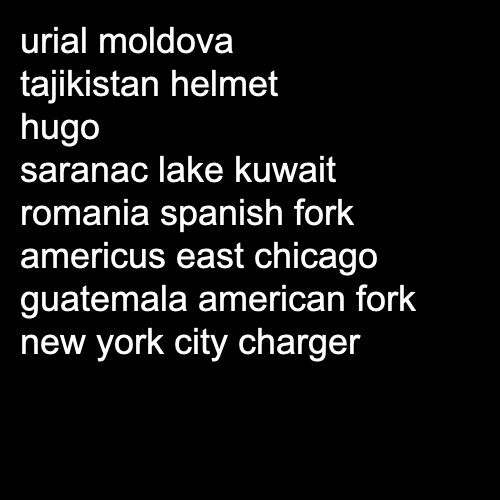 urial moldova
tajikistan helmet
hugo
saranac lake kuwait
romania spanish fork
americus east chicago
guatemala american fork
new york city charger